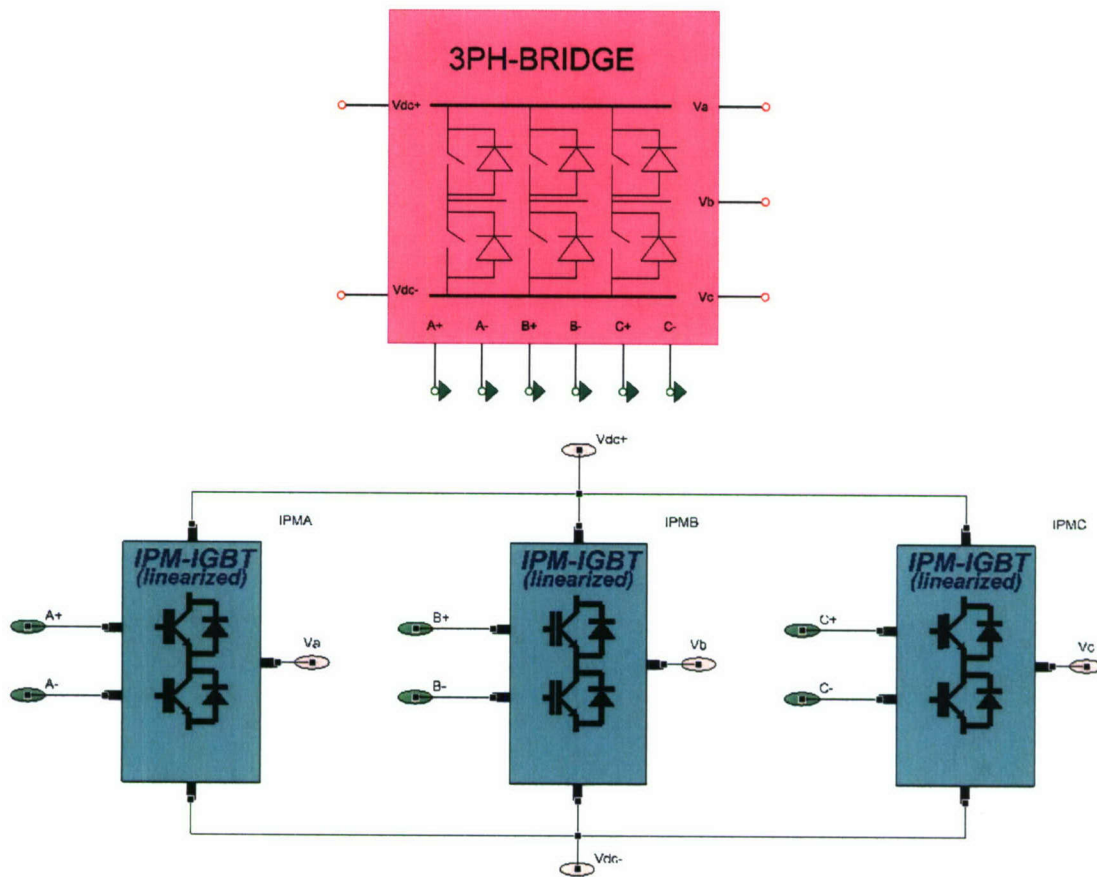 3PH-BRIDGE
Vdc+
Va
Vb
Vdc-
Vc
A+ A- B+ B- C+ C-
Vdc+
IPMA
IPMB
IPMC
IPM-IGBT
(linearized)
IPM-IGBT
(linearized)
IPM-IGBT
(linearized)
A+
Va
A-
B+
Vb
B-
C+
Vc
C-
Vdc-